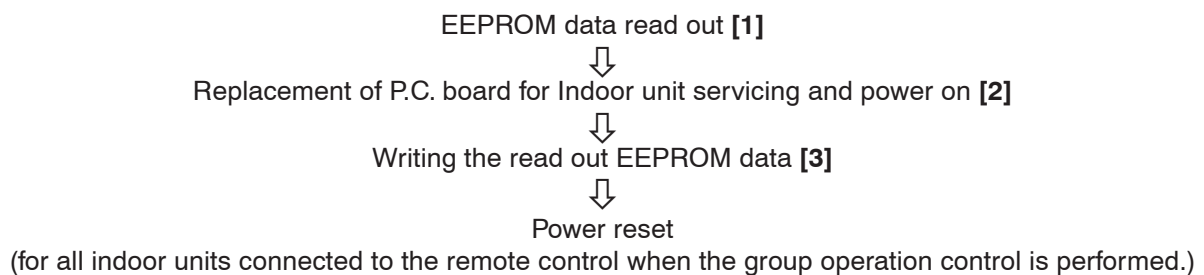 EEPROM data read out [1]
Replacement of P.C. board for Indoor unit servicing and power on [2]
Writing the read out EEPROM data [3]
Power reset
(for all indoor units connected to the remote control when the group operation control is performed.)